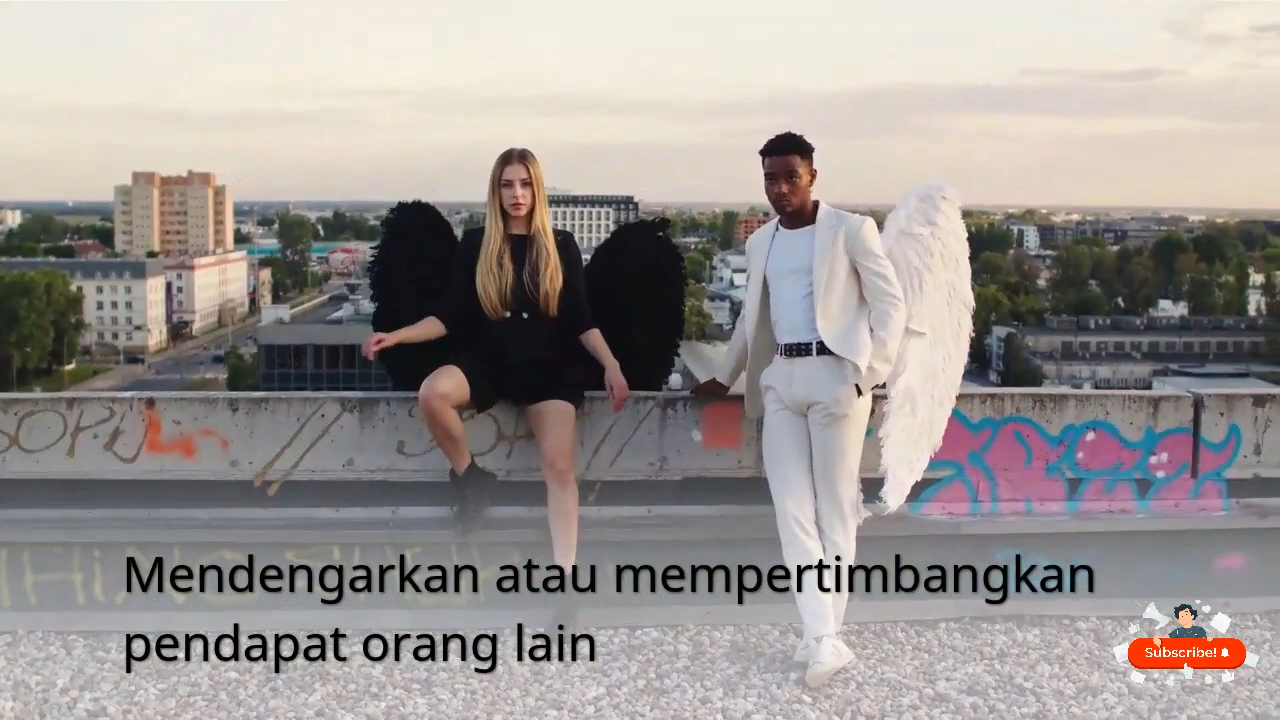 Mendengarkan atau mempertimbangkan
pendapat orang lain
Subscribe!